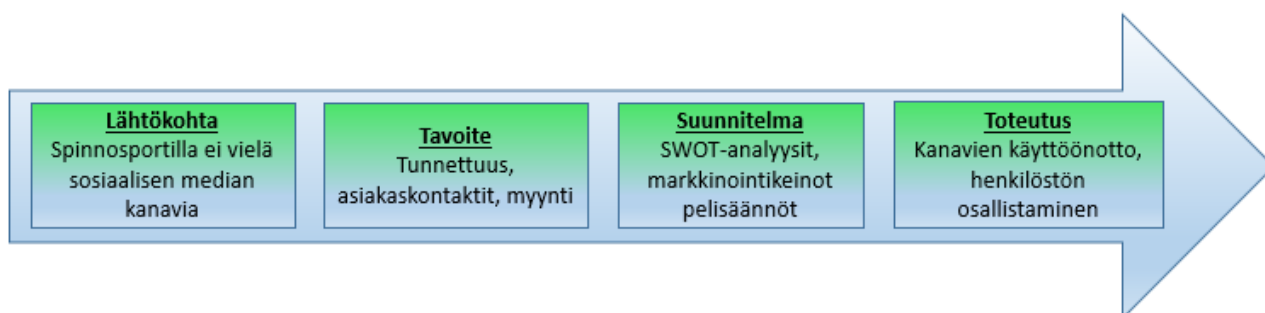 Lähtökohta
Spinnosportilla ei vielä
sosiaalisen median
kanavia
Tavoite
Tunnettuus,
asiakaskontaktit, myynti
Suunnitelma
SWOT-analyysit,
markkinointikeinot
pelisäännöt
Toteutus
Kanavien käyttöönotto,
henkilöstön
osallistaminen